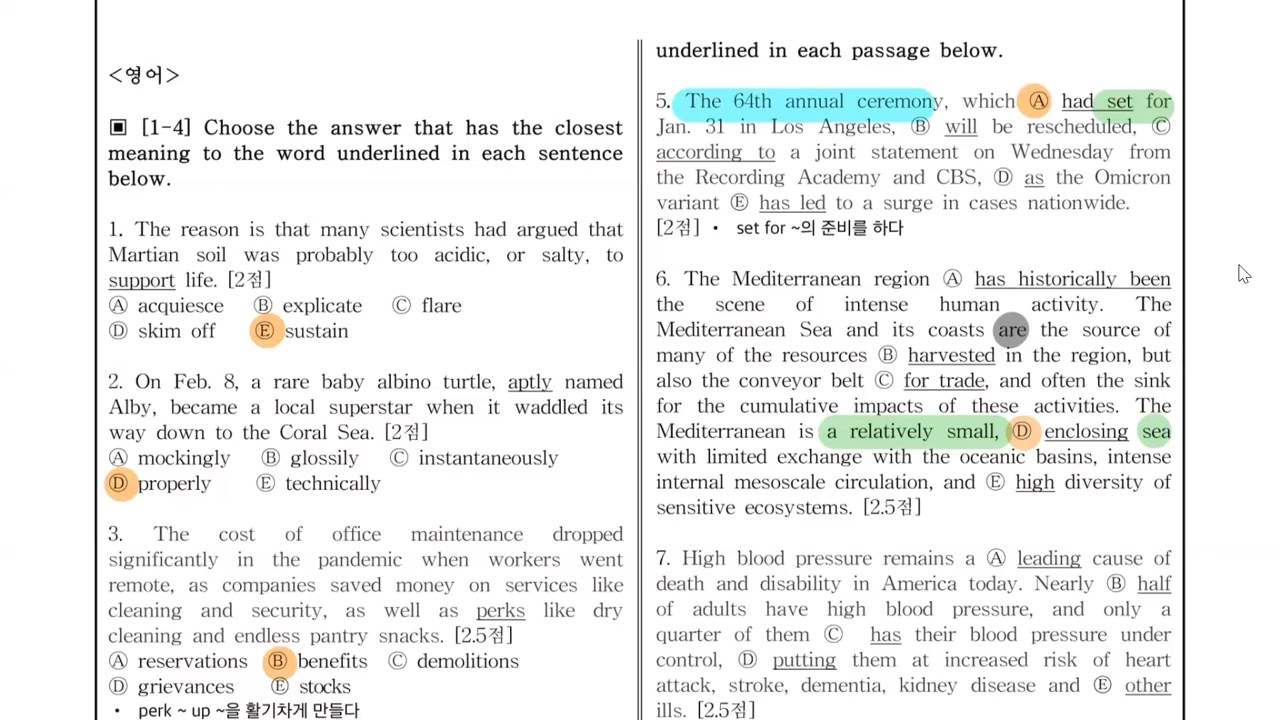 <영어>
▣ [1-4] Choose the answer that has the closest
meaning to the word underlined in each sentence
below.
1. The reason is that many scientists had argued that
Martian soil was probably too acidic, or salty, to
support life. [2점]
Ⓐ acquiesce Ⓑ explicate Ⓒ flare
Ⓓ skim off Ⓔ sustain
2. On Feb. 8, a rare baby albino turtle, aptly named
Alby, became a local superstar when it waddled its
way down to the Coral Sea. [2점]
Ⓐ mockingly Ⓑ glossily Ⓒ instantaneously
Ⓓ properly Ⓔ technically
3. The cost of office maintenance dropped
significantly in the pandemic when workers went
remote, as companies saved money on services like
cleaning and security, as well as perks like dry
cleaning and endless pantry snacks. [2.5점]
Ⓐ reservations Ⓑ benefits Ⓒ demolitions
Ⓓ grievances Ⓔ stocks
• perk ~ up ~을 활기차게 만들다
underlined in each passage below.
5. The 64th annual ceremony, which Ⓐ had set for
Jan. 31 in Los Angeles, Ⓑ will be rescheduled, Ⓒ
according to a joint statement on Wednesday from
the Recording Academy and CBS, Ⓓ as the Omicron
variant Ⓔ has led to a surge in cases nationwide.
[2점] • set for ~의 준비를 하다
6. The Mediterranean region Ⓐ has historically been
the scene of intense human activity. The
Mediterranean Sea and its coasts are the source of
many of the resources Ⓑ harvested in the region, but
also the conveyor belt Ⓒ for trade, and often the sink
for the cumulative impacts of these activities. The
Mediterranean is a relatively small, Ⓓ enclosing sea
with limited exchange with the oceanic basins, intense
internal mesoscale circulation, and Ⓔ high diversity of
sensitive ecosystems. [2.5점]
7. High blood pressure remains a Ⓐ leading cause of
death and disability in America today. Nearly Ⓑ half
of adults have high blood pressure, and only a
quarter of them Ⓒ has their blood pressure under
control, Ⓓ putting them at increased risk of heart
attack, stroke, dementia, kidney disease and Ⓔ other
ills. [2.5점]